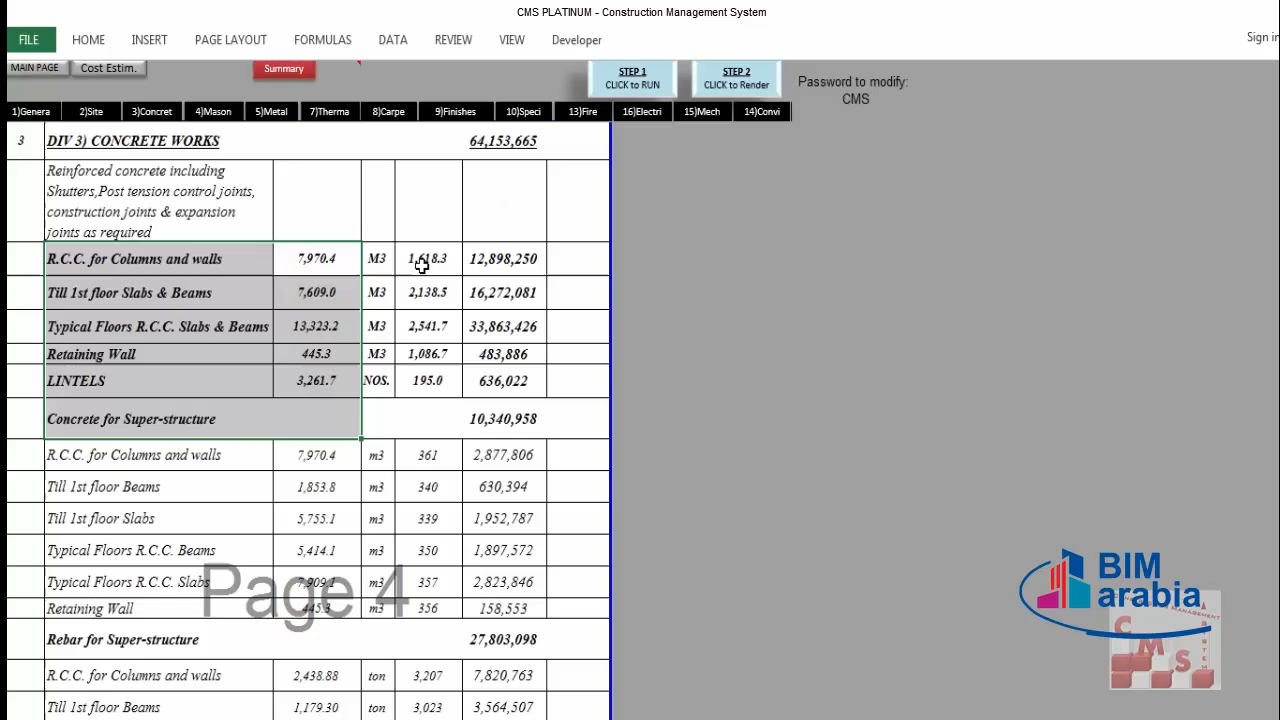 CMS PLATINUM - Construction Management System
FILE HOME INSERT PAGE LAYOUT FORMULAS DATA REVIEW VIEW Developer Sign in
MAIN PAGE Cost Estim. Summary STEP 1 CLICK to RUN STEP 2 CLICK to Render Password to modify: CMS
1)Genera 2)Site 3)Concret 4)Mason 5)Metal 7)Therma 8)Carpe 9)Finishes 10)Speci 13)Fire 16)Electri 15)Mech 14)Convi
3 DIV 3) CONCRETE WORKS 64,153,665
Reinforced concrete including
Shutters,Post tension control joints,
construction joints & expansion
joints as required
R.C.C. for Columns and walls 7,970.4 M3 1,618.3 12,898,250
Till 1st floor Slabs & Beams 7,609.0 M3 2,138.5 16,272,081
Typical Floors R.C.C. Slabs & Beams 13,323.2 M3 2,541.7 33,863,426
Retaining Wall 445.3 M3 1,086.7 483,886
LINTELS 3,261.7 NOS. 195.0 636,022
Concrete for Super-structure 10,340,958
R.C.C. for Columns and walls 7,970.4 m3 361 2,877,806
Till 1st floor Beams 1,853.8 m3 340 630,394
Till 1st floor Slabs 5,755.1 m3 339 1,952,787
Typical Floors R.C.C. Beams 5,414.1 m3 350 1,897,572
Typical Floors R.C.C. Slabs 7,909.1 m3 357 2,823,846
Retaining Wall 445.3 m3 356 158,553
Page 4
Rebar for Super-structure 27,803,098
R.C.C. for Columns and walls 2,438.88 ton 3,207 7,820,763
Till 1st floor Beams 1,179.30 ton 3,023 3,564,507
BIM
arabia
CMS